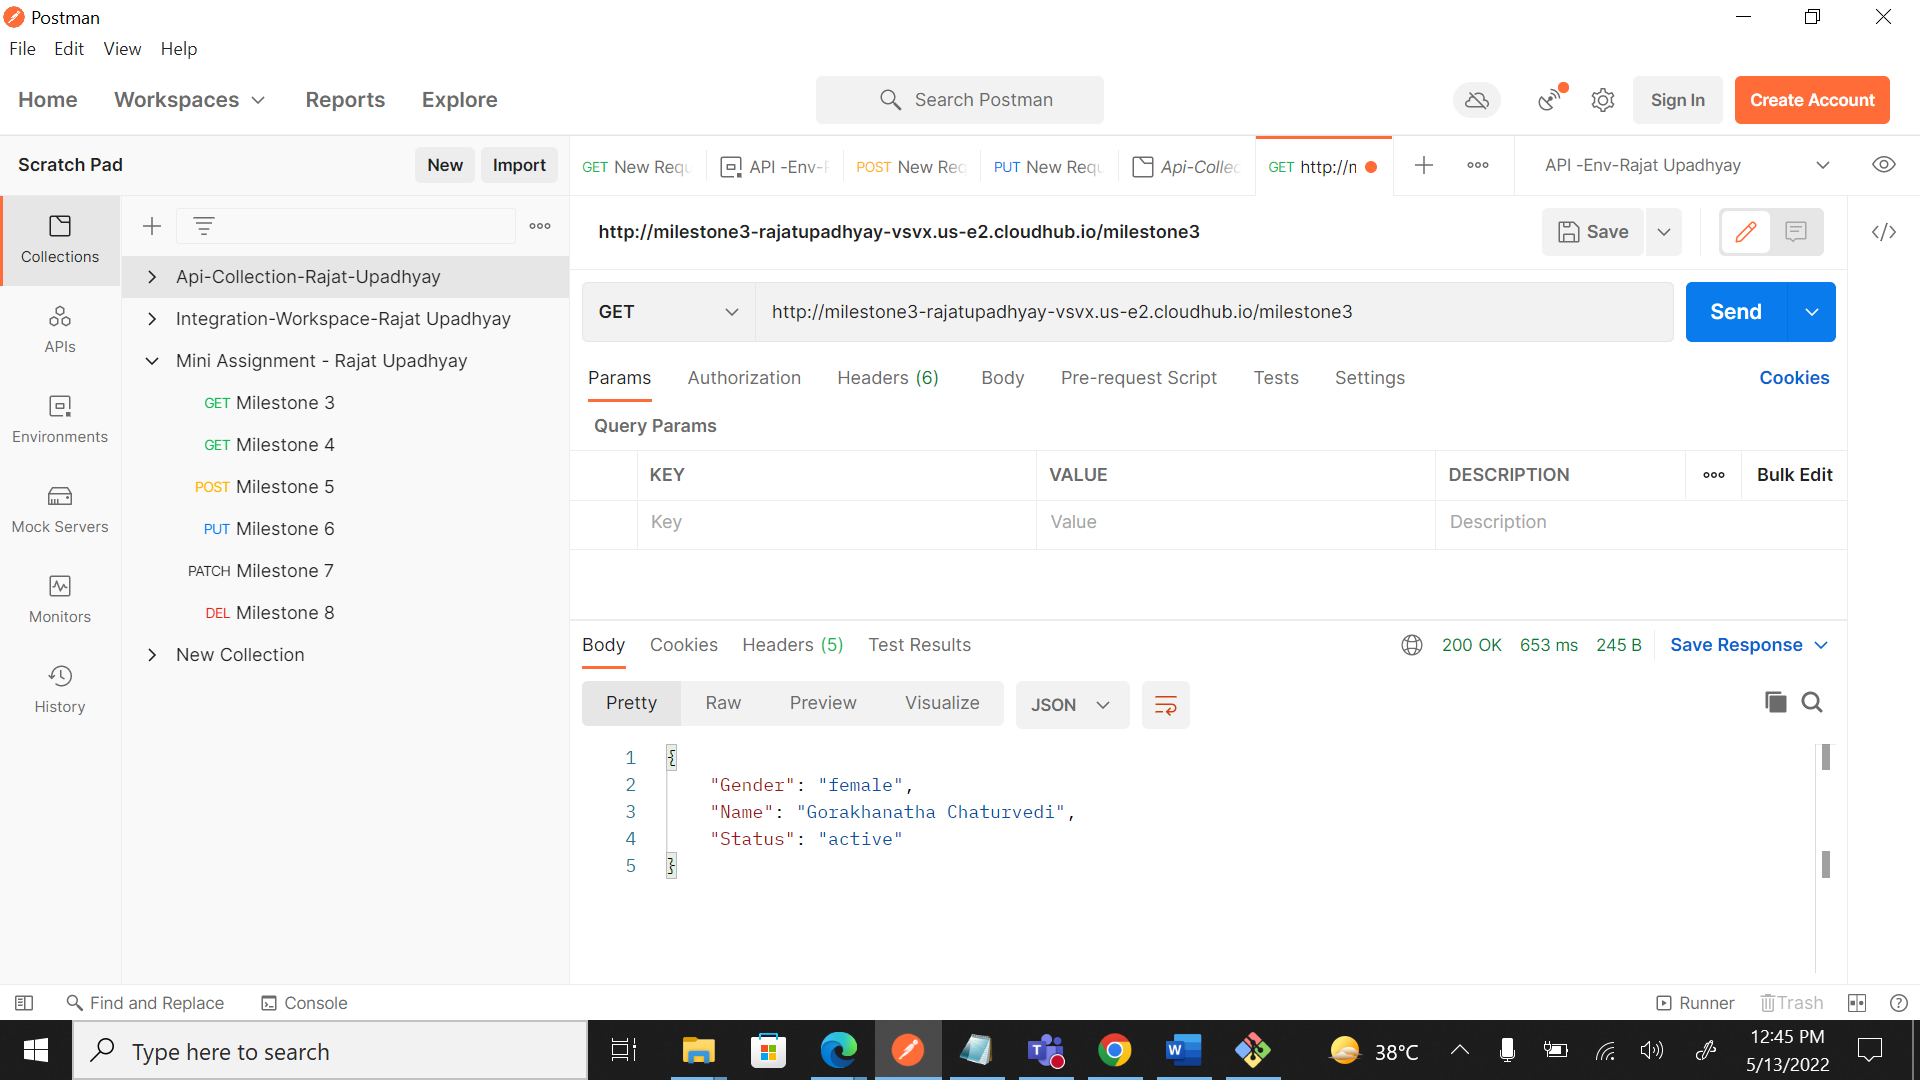 Postman
File Edit View Help
Home Workspaces Reports Explore Search Postman Sign In Create Account
Scratch Pad New Import GET New Requ API -Env-R POST New Req PUT New Requ Api-Collec GET http://m API -Env-Rajat Upadhyay
Collections
http://milestone3-rajatupadhyay-vsvx.us-e2.cloudhub.io/milestone3 Save
Api-Collection-Rajat-Upadhyay
Integration-Workspace-Rajat Upadhyay
Mini Assignment - Rajat Upadhyay
GET Milestone 3
GET Milestone 4
POST Milestone 5
PUT Milestone 6
PATCH Milestone 7
DEL Milestone 8
New Collection
APIs
Environments
Mock Servers
Monitors
History
GET http://milestone3-rajatupadhyay-vsvx.us-e2.cloudhub.io/milestone3 Send
Params Authorization Headers (6) Body Pre-request Script Tests Settings Cookies
Query Params
KEY VALUE DESCRIPTION Bulk Edit
Key Value Description
Body Cookies Headers (5) Test Results 200 OK 653 ms 245 B Save Response
Pretty Raw Preview Visualize JSON
1 {
2 "Gender": "female",
3 "Name": "Gorakhanatha Chaturvedi",
4 "Status": "active"
5 }
Find and Replace Console Runner Trash
Type here to search 38°C 12:45 PM
5/13/2022